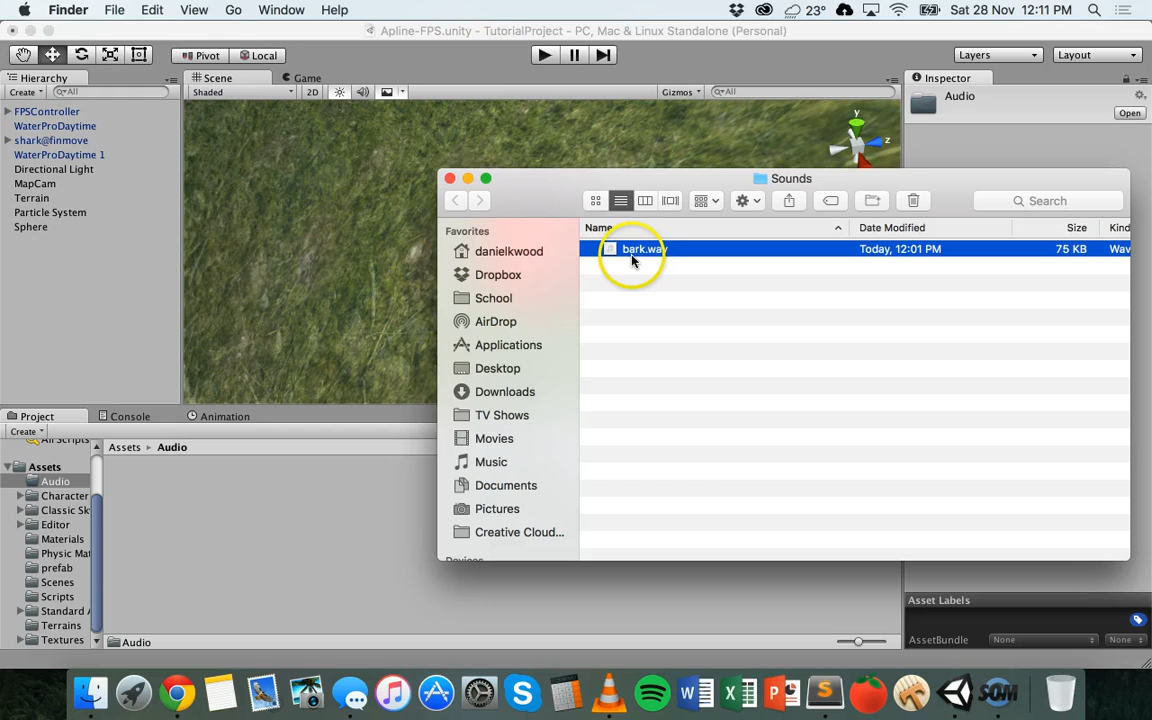 Finder File Edit View Go Window Help 23° Sat 28 Nov 12:11 PM
Apline-FPS.unity - TutorialProject - PC, Mac & Linux Standalone (Personal)
Pivot Local Layers Layout
Hierarchy Scene Game Inspector
Create All Shaded 2D Gizmos All Audio
Open
FPSController
WaterProDaytime
shark@finmove
WaterProDaytime 1
Directional Light
MapCam
Terrain
Particle System
Sphere
y
z
Sounds
Search
Favorites
danielkwood
Dropbox
School
AirDrop
Applications
Desktop
Downloads
TV Shows
Movies
Music
Documents
Pictures
Creative Cloud...
Name Date Modified Size Kind
bark.wav Today, 12:01 PM 75 KB Wav
Project Console Animation
Create
All Scripts
Assets
Audio
Character
Classic Sk
Editor
Materials
Physic Mat
prefab
Scenes
Scripts
Standard A
Terrains
Textures
Assets Audio
Audio
Asset Labels
AssetBundle None None